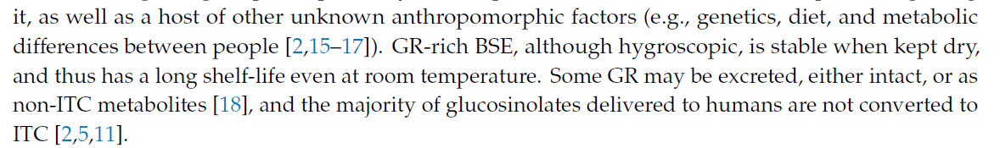 it, as well as a host of other unknown anthropomorphic factors (e.g., genetics, diet, and metabolic
differences between people [2,15–17]). GR-rich BSE, although hygroscopic, is stable when kept dry,
and thus has a long shelf-life even at room temperature. Some GR may be excreted, either intact, or as
non-ITC metabolites [18], and the majority of glucosinolates delivered to humans are not converted to
ITC [2,5,11].